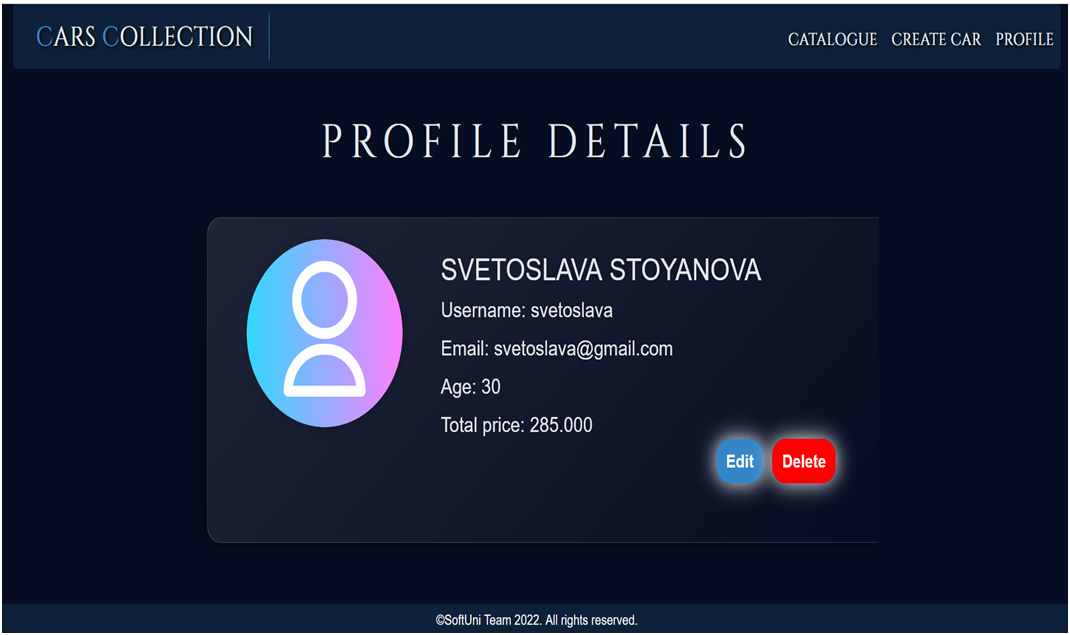 CARS COLLECTION
CATALOGUE CREATE CAR PROFILE
PROFILE DETAILS
SVETOSLAVA STOYANOVA
Username: svetoslava
Email: svetoslava@gmail.com
Age: 30
Total price: 285.000
Edit Delete
©SoftUni Team 2022. All rights reserved.